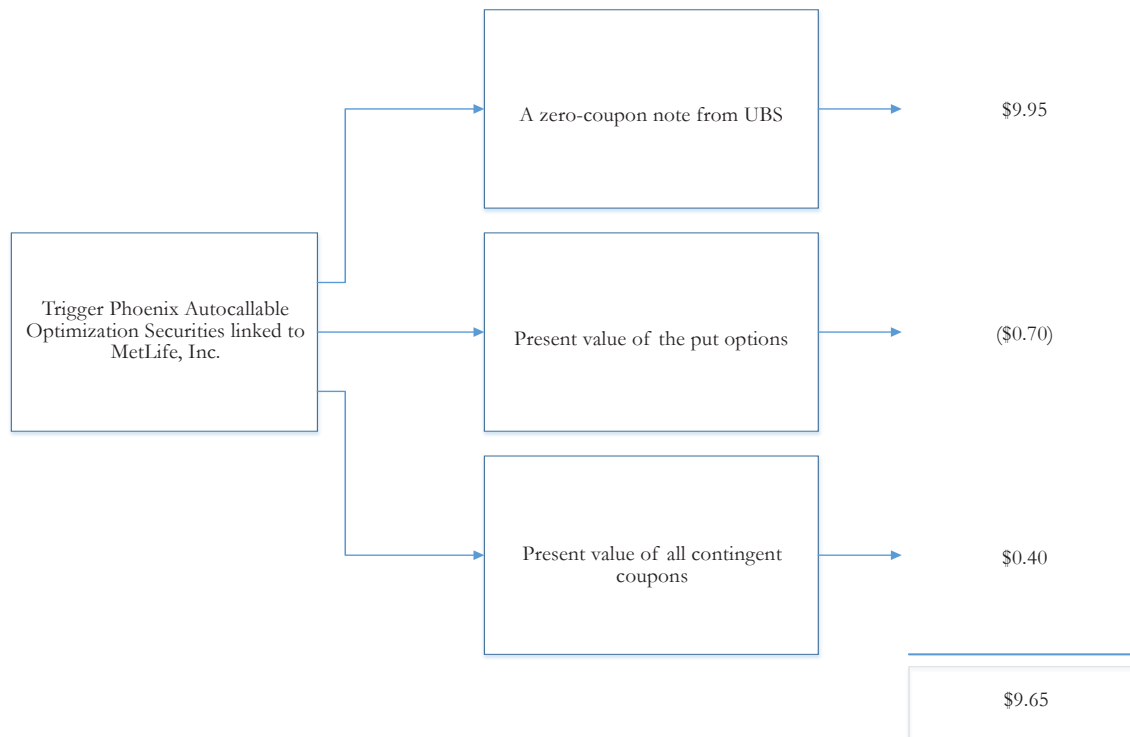 A zero-coupon note from UBS
$9.95
Trigger Phoenix Autocallable
Optimization Securities linked to
MetLife, Inc.
Present value of the put options
($0.70)
Present value of all contingent
coupons
$0.40
$9.65